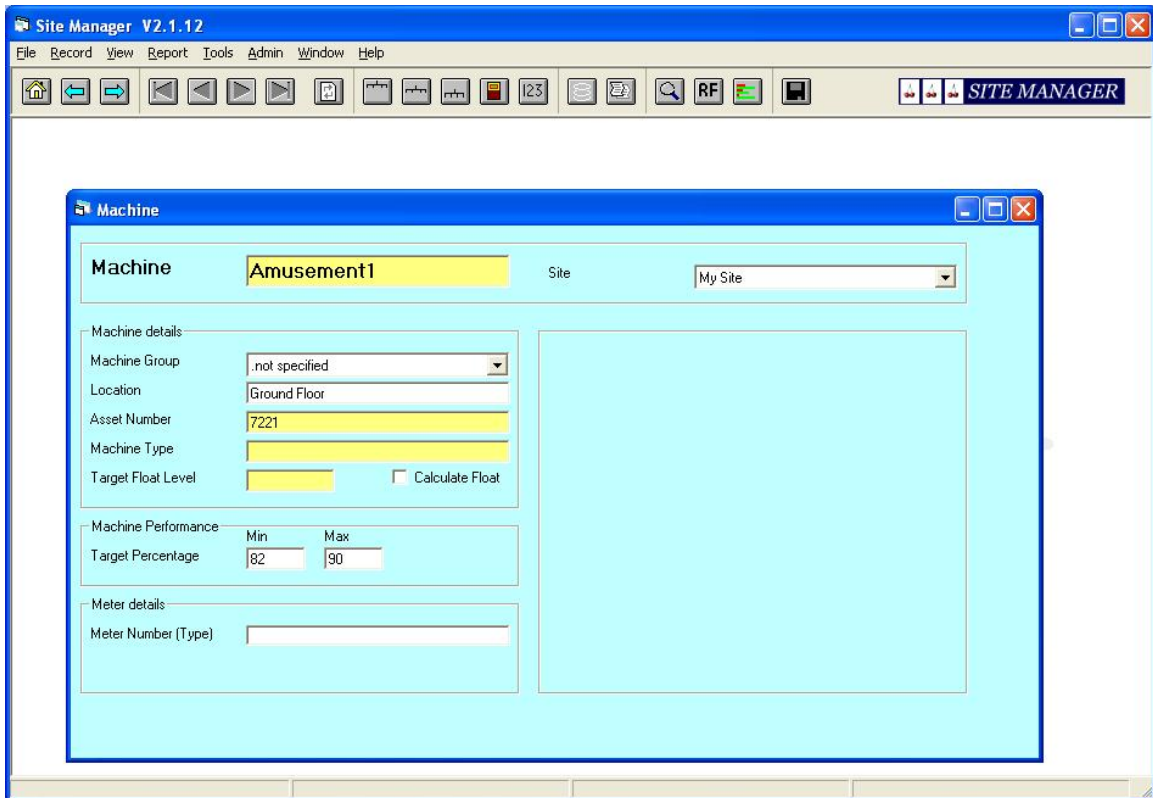 Site Manager V2.1.12
File Record View Report Tools Admin Window Help
123 RF SITE MANAGER
Machine
Machine Amusement1 Site My Site
Machine details
Machine Group .not specified
Location Ground Floor
Asset Number 7221
Machine Type
Target Float Level Calculate Float
Machine Performance
Min Max
Target Percentage 82 90
Meter details
Meter Number (Type)